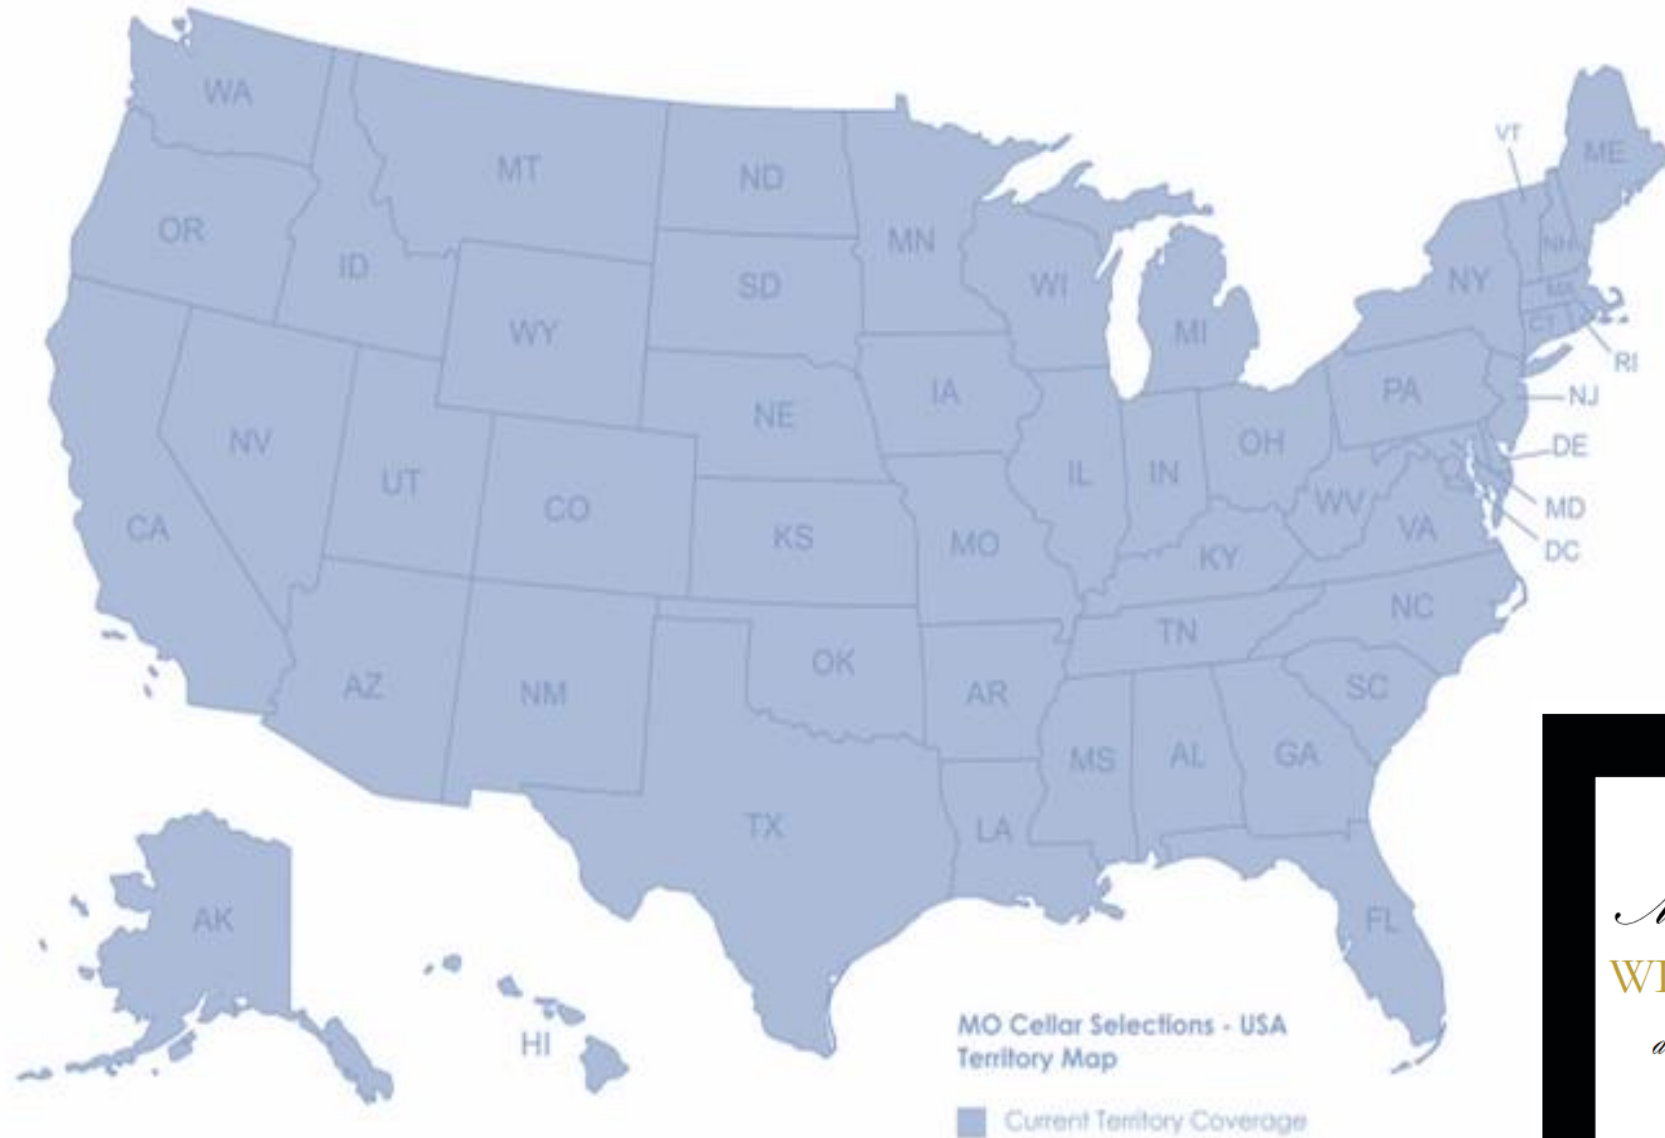 WA
MT
ND
MN
VT
ME
OR
ID
SD
WI
NY
NH
MA
WY
MI
CT
RI
NE
IA
PA
NJ
NV
UT
CO
IL
IN
OH
DE
CA
KS
MO
WV
MD
KY
VA
DC
AZ
NM
OK
AR
TN
NC
SC
MS
AL
GA
TX
LA
AK
FL
HI
MO Cellar Selections - USA
Territory Map
Current Territory Coverage